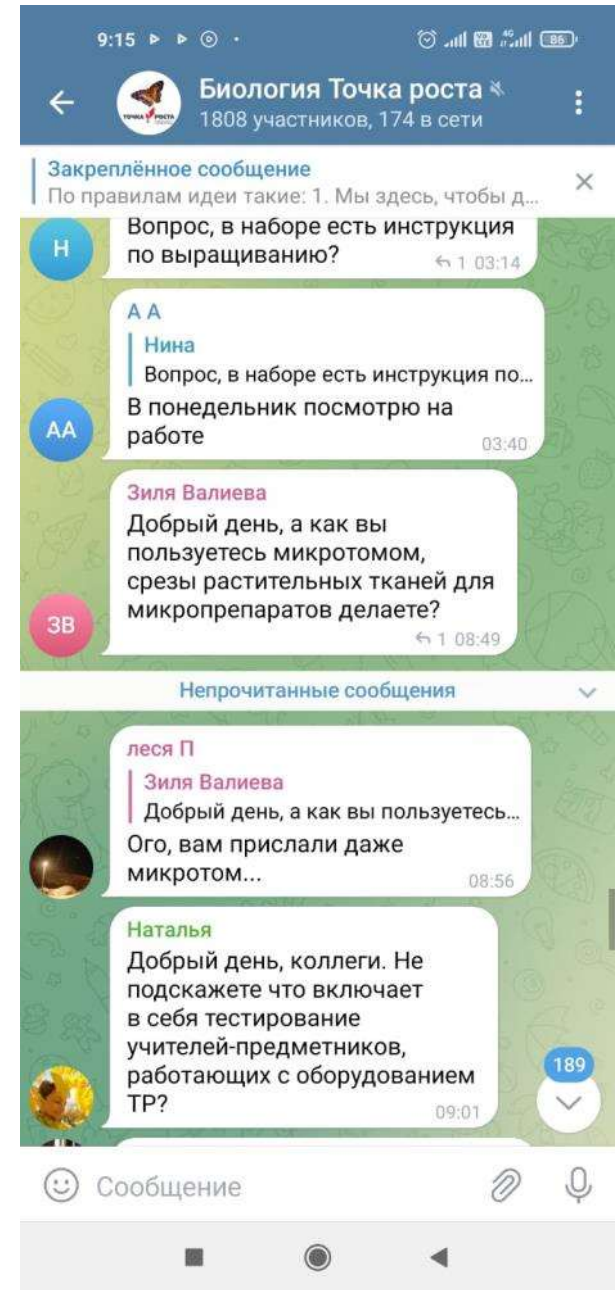 9:15
86
Биология Точка роста
1808 участников, 174 в сети
Закреплённое сообщение
По правилам идеи такие: 1. Мы здесь, чтобы д...
Н
Вопрос, в наборе есть инструкция
по выращиванию?
1 03:14
А А
Нина
Вопрос, в наборе есть инструкция по...
АА
В понедельник посмотрю на
работе
03:40
Зиля Валиева
Добрый день, а как вы
пользуетесь микротомом,
срезы растительных тканей для
микропрепаратов делаете?
ЗВ
1 08:49
Непрочитанные сообщения
леся П
Зиля Валиева
Добрый день, а как вы пользуетесь...
Ого, вам прислали даже
микротом...
08:56
Наталья
Добрый день, коллеги. Не
подскажете что включает
в себя тестирование
учителей-предметников,
работающих с оборудованием
ТР?
09:01
189
Сообщение